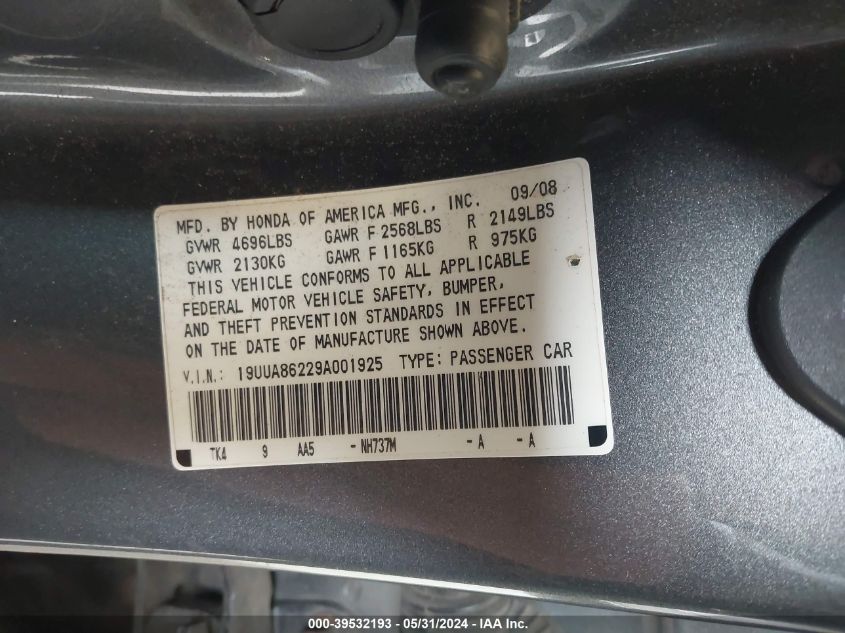 MFD. BY HONDA OF AMERICA MFG., INC. 09/08
GVWR 4696LBS GAWR F 2568LBS R 2149LBS
GVWR 2130KG GAWR F 1165KG R 975KG
THIS VEHICLE CONFORMS TO ALL APPLICABLE
FEDERAL MOTOR VEHICLE SAFETY, BUMPER,
AND THEFT PREVENTION STANDARDS IN EFFECT
ON THE DATE OF MANUFACTURE SHOWN ABOVE.
V.I.N.: 19UUA86229A001925 TYPE: PASSENGER CAR
TK4 9 AA5 - NH737M - A - A
000-39532193 - 05/31/2024 - IAA Inc.